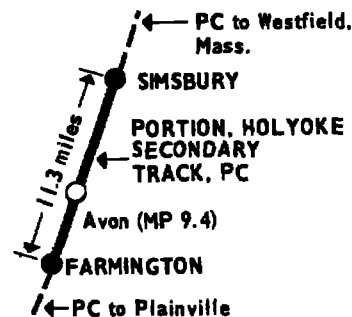 PC to Westfield,
Mass.
SIMSBURY
11.3 miles
PORTION, HOLYOKE
SECONDARY
TRACK, PC
Avon (MP 9.4)
FARMINGTON
PC to Plainville